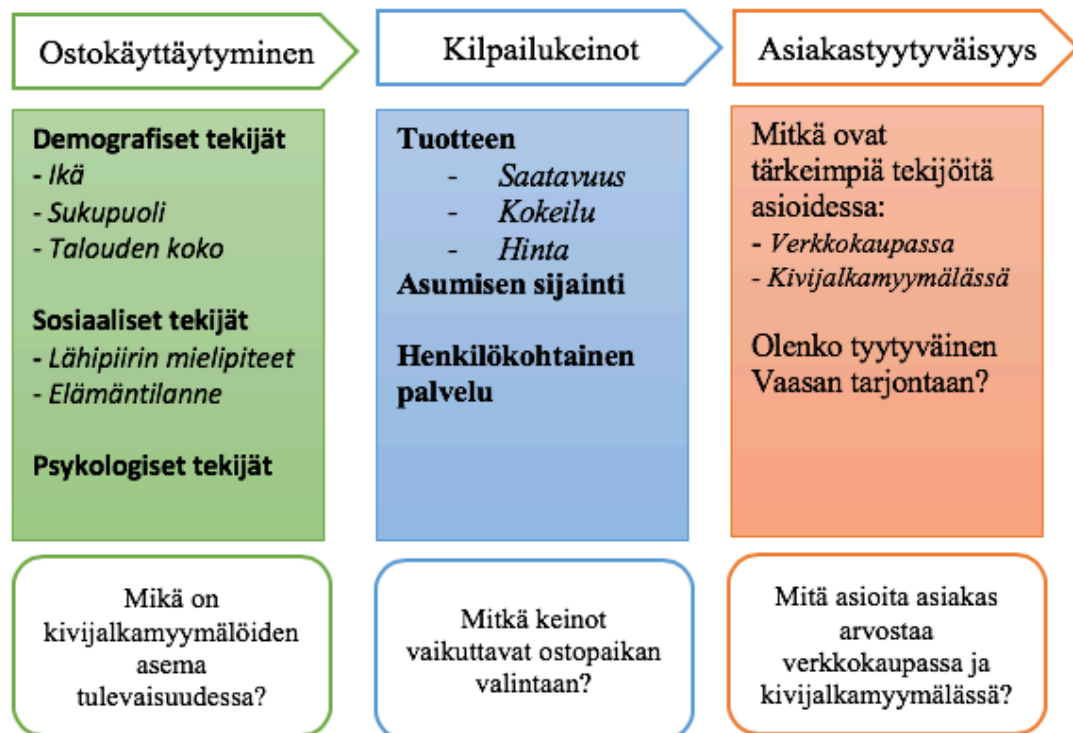 Ostokäyttäytyminen
Demografiset tekijät
- Ikä
- Sukupuoli
- Talouden koko
Sosiaaliset tekijät
- Lähipiirin mielipiteet
- Elämäntilanne
Psykologiset tekijät
Mikä on
kivijalkamyymälöiden
asema
tulevaisuudessa?
Kilpailukeinot
Tuotteen
- Saatavuus
- Kokeilu
- Hinta
Asumisen sijainti
Henkilökohtainen
palvelu
Mitkä keinot
vaikuttavat ostopaikan
valintaan?
Asiakastyytyväisyys
Mitkä ovat
tärkeimpiä tekijöitä
asioidessa:
- Verkkokaupassa
- Kivijalkamyymälässä
Olenko tyytyväinen
Vaasan tarjontaan?
Mitä asioita asiakas
arvostaa
verkkokaupassa ja
kivijalkamyymälässä?